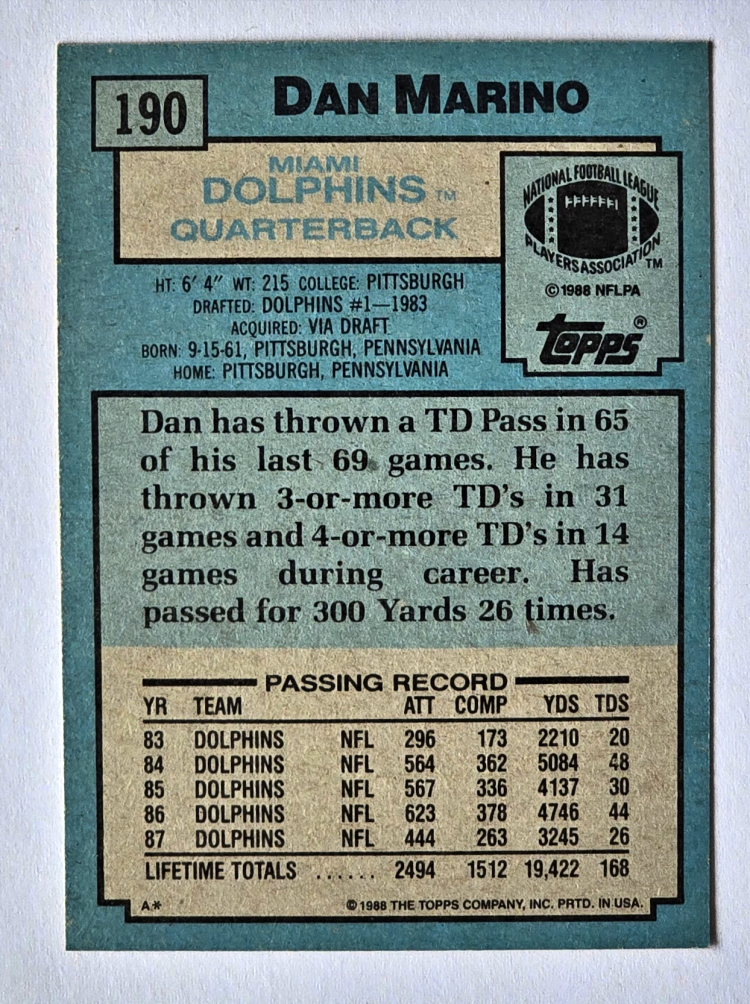 190
DAN MARINO
MIAMI
DOLPHINS TM
QUARTERBACK
NATIONAL FOOTBALL LEAGUE
PLAYERS ASSOCIATION TM
© 1988 NFLPA
topps ®
HT: 6' 4" WT: 215 COLLEGE: PITTSBURGH
DRAFTED: DOLPHINS #1—1983
ACQUIRED: VIA DRAFT
BORN: 9-15-61, PITTSBURGH, PENNSYLVANIA
HOME: PITTSBURGH, PENNSYLVANIA
Dan has thrown a TD Pass in 65
of his last 69 games. He has
thrown 3-or-more TD's in 31
games and 4-or-more TD's in 14
games during career. Has
passed for 300 Yards 26 times.
PASSING RECORD
YR TEAM ATT COMP YDS TDS
83 DOLPHINS NFL 296 173 2210 20
84 DOLPHINS NFL 564 362 5084 48
85 DOLPHINS NFL 567 336 4137 30
86 DOLPHINS NFL 623 378 4746 44
87 DOLPHINS NFL 444 263 3245 26
LIFETIME TOTALS ...... 2494 1512 19,422 168
A* © 1988 THE TOPPS COMPANY, INC. PRTD. IN USA.